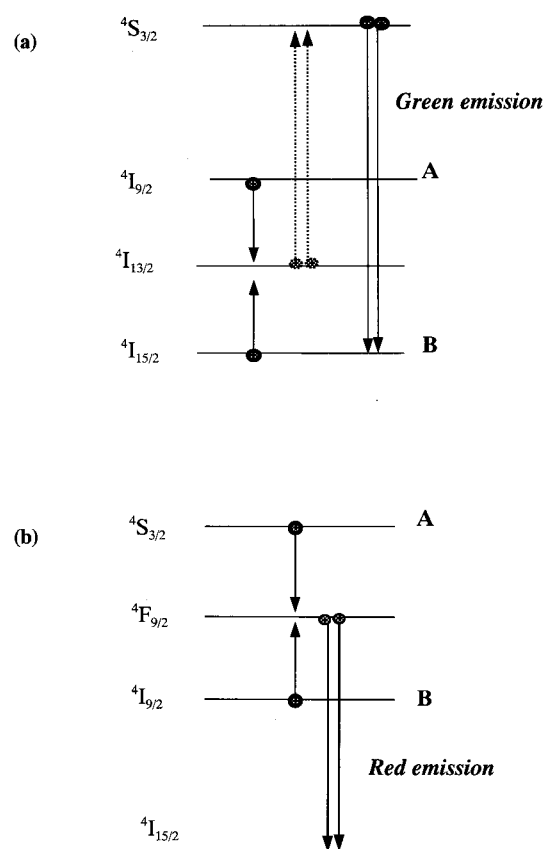 (a)
⁴S₃/₂
Green emission
⁴I₉/₂ A
⁴I₁₃/₂
⁴I₁₅/₂ B
(b)
⁴S₃/₂ A
⁴F₉/₂
⁴I₉/₂ B
Red emission
⁴I₁₅/₂